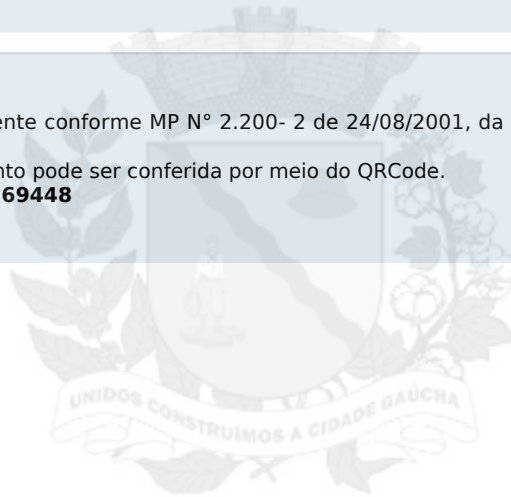 ente conforme MP N° 2.200- 2 de 24/08/2001, da
nto pode ser conferida por meio do QRCode.
69448
UNIDOS CONSTRUÍMOS A CIDADE GAÚCHA